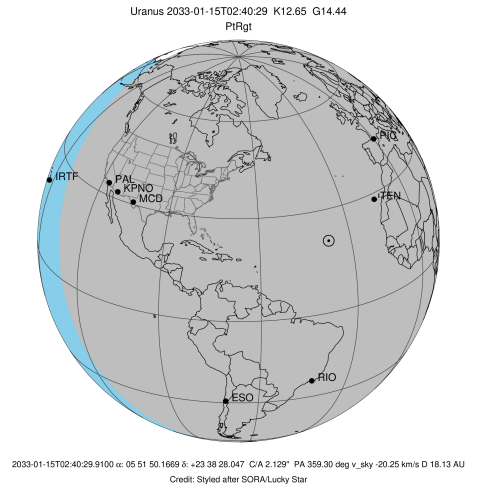 Uranus 2033-01-15T02:40:29 K12.65 G14.44
PtRgt
PIC
IRTF
PAL
KPNO
MCD
TEN
RIO
ESO
2033-01-15T02:40:29.9100 α: 05 51 50.1669 δ: +23 38 28.047 C/A 2.129" PA 359.30 deg v_sky -20.25 km/s D 18.13 AU
Credit: Styled after SORA/Lucky Star